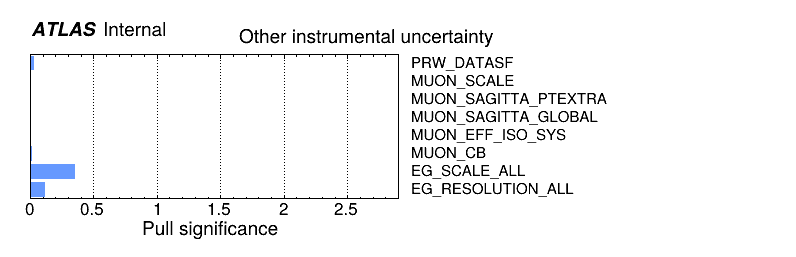 ATLAS Internal
Other instrumental uncertainty
PRW_DATASF
MUON_SCALE
MUON_SAGITTA_PTEXTRA
MUON_SAGITTA_GLOBAL
MUON_EFF_ISO_SYS
MUON_CB
EG_SCALE_ALL
EG_RESOLUTION_ALL
0 0.5 1 1.5 2 2.5
Pull significance